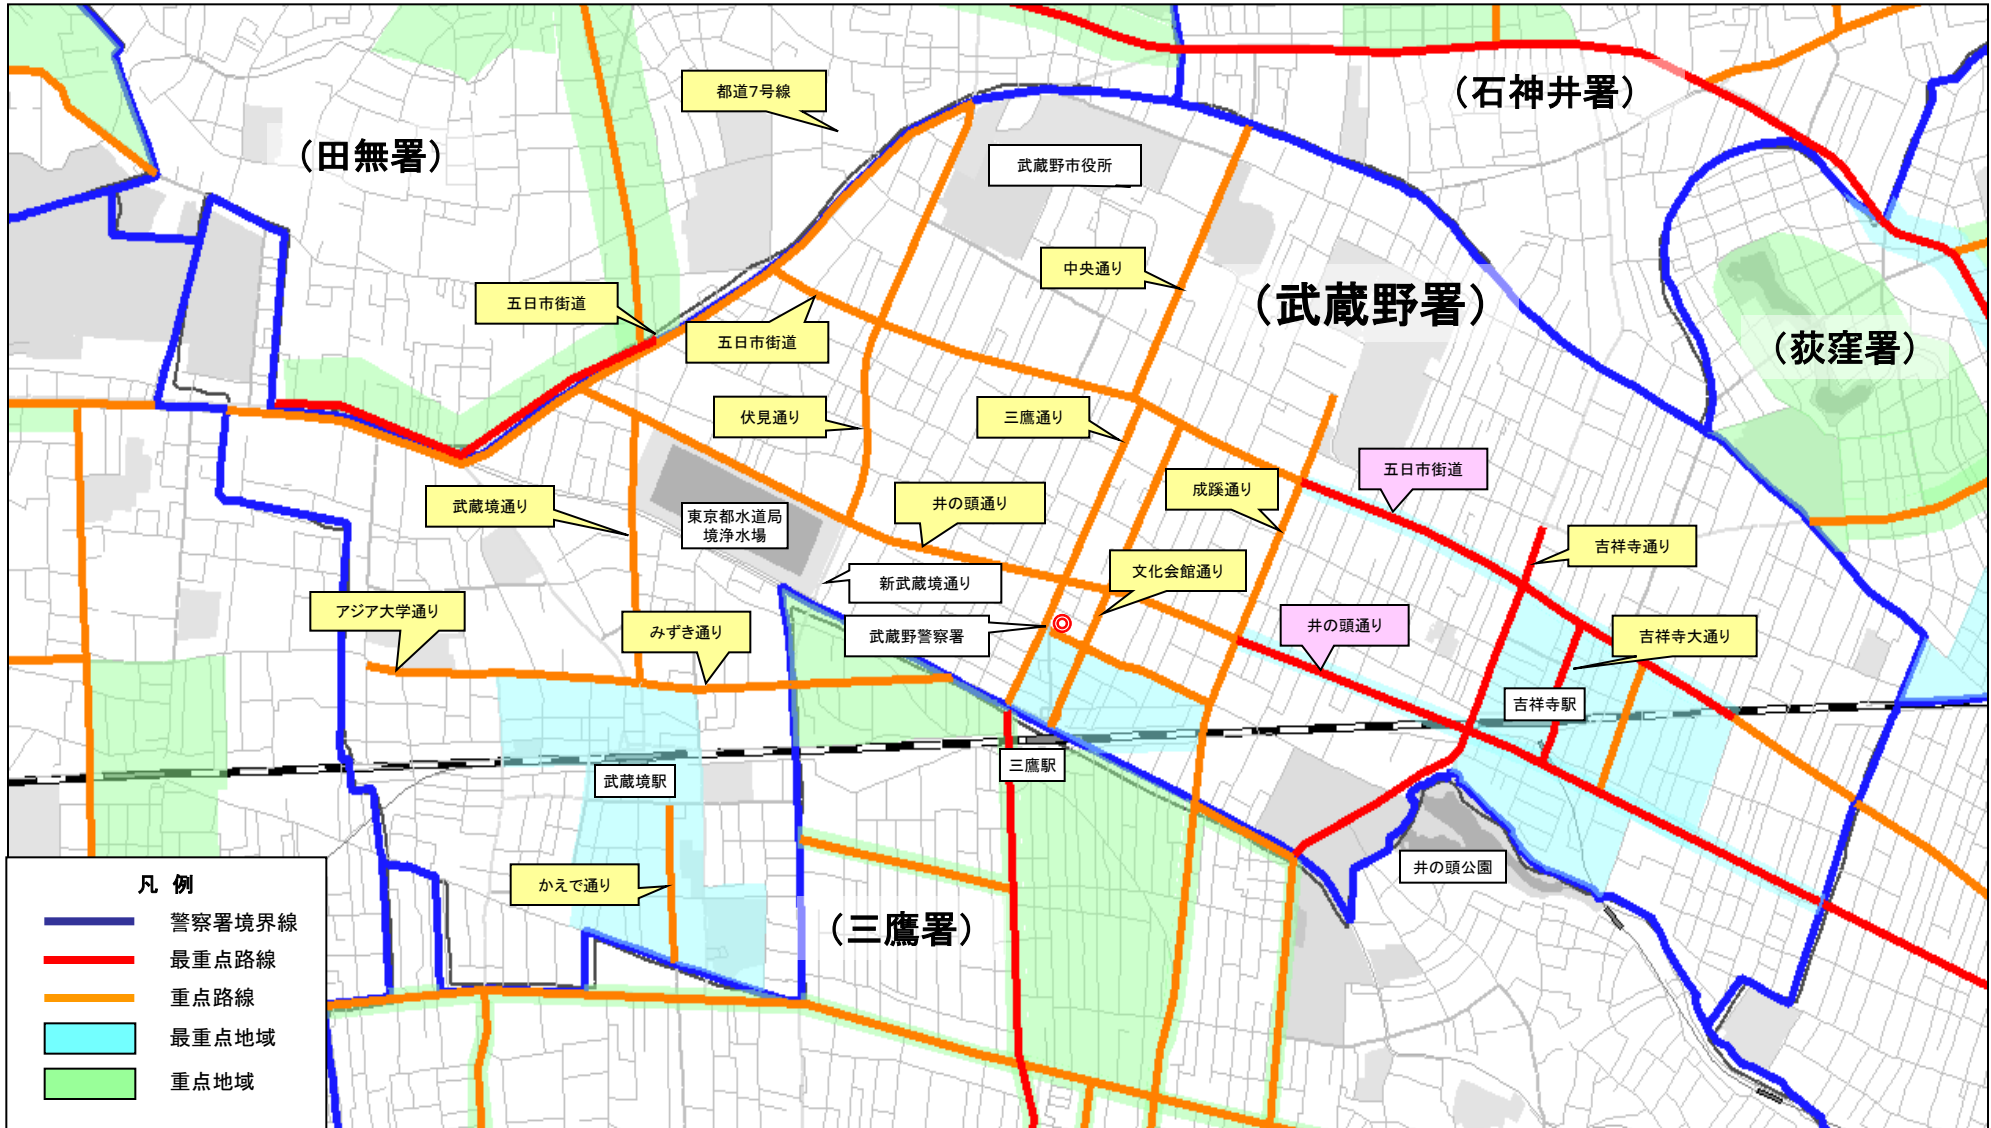 都道7号線
（石神井署）
（田無署）
武蔵野市役所
中央通り
五日市街道
（武蔵野署）
五日市街道
（荻窪署）
伏見通り
三鷹通り
五日市街道
成蹊通り
武蔵境通り
井の頭通り
東京都水道局
境浄水場
吉祥寺通り
文化会館通り
新武蔵境通り
アジア大学通り
みずき通り
武蔵野警察署
井の頭通り
吉祥寺大通り
吉祥寺駅
三鷹駅
武蔵境駅
井の頭公園
かえで通り
（三鷹署）
凡 例
警察署境界線
最重点路線
重点路線
最重点地域
重点地域